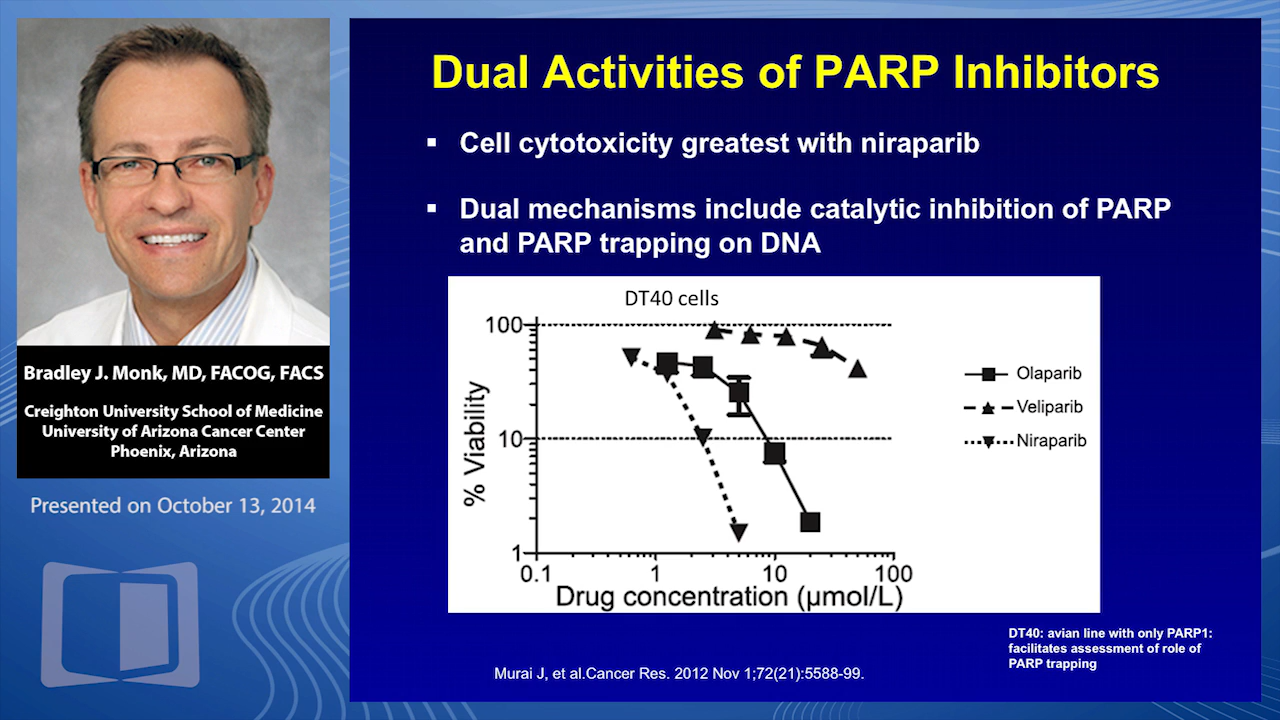 Dual Activities of PARP Inhibitors
▪ Cell cytotoxicity greatest with niraparib
▪ Dual mechanisms include catalytic inhibition of PARP
and PARP trapping on DNA
DT40 cells
100
10
1
% Viability
0.1 1 10 100
Drug concentration (µmol/L)
Olaparib
Veliparib
Niraparib
DT40: avian line with only PARP1:
facilitates assessment of role of
PARP trapping
Murai J, et al.Cancer Res. 2012 Nov 1;72(21):5588-99.
Bradley J. Monk, MD, FACOG, FACS
Creighton University School of Medicine
University of Arizona Cancer Center
Phoenix, Arizona
Presented on October 13, 2014